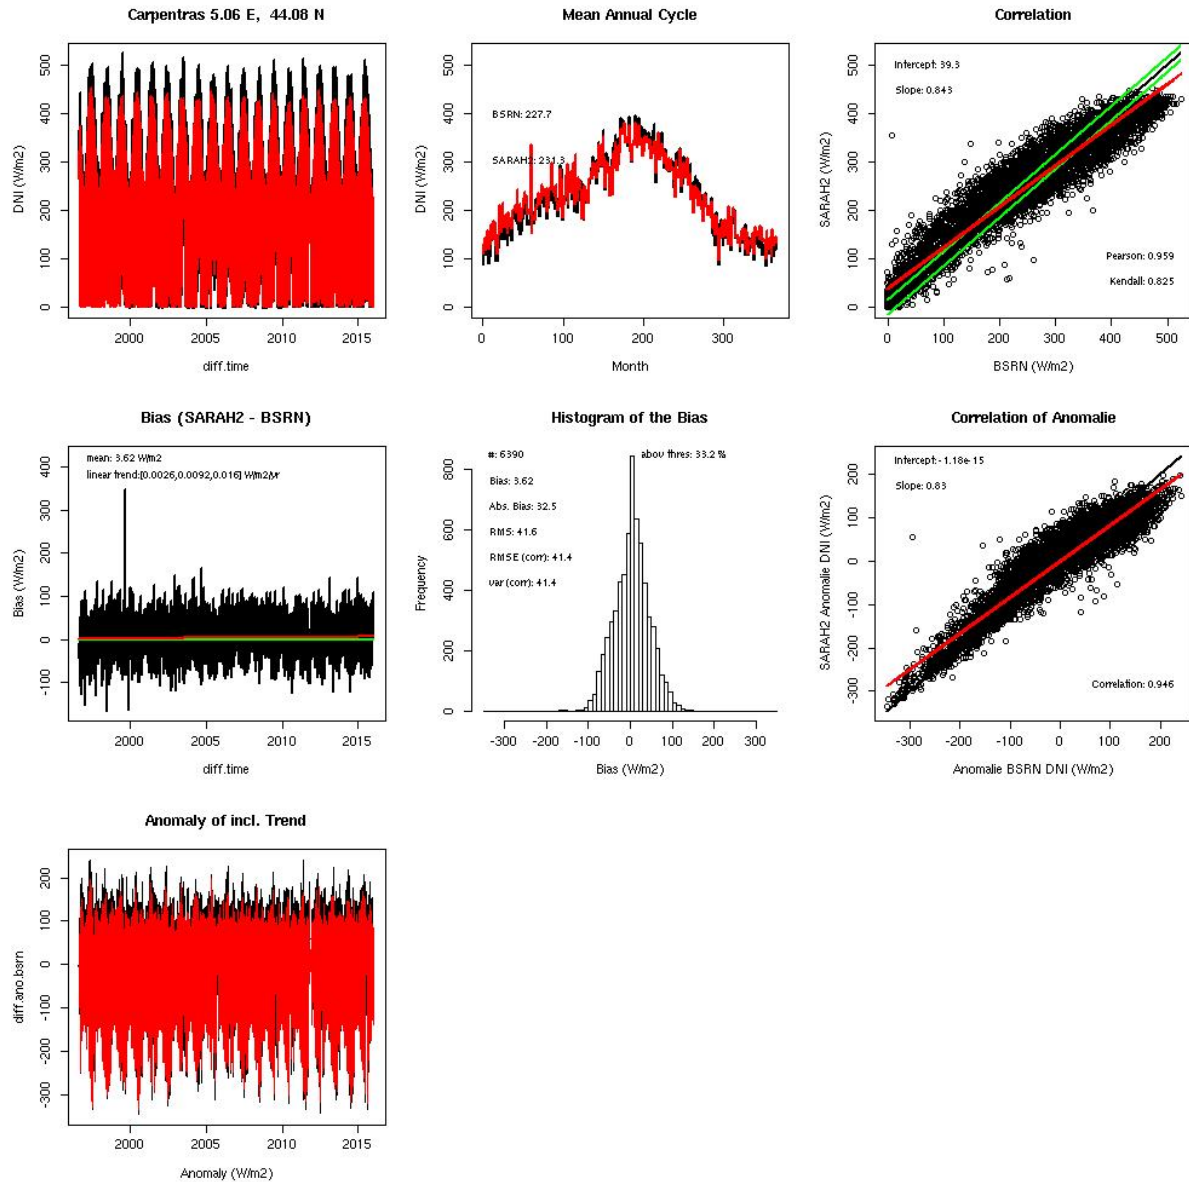 Carpentras 5.06 E, 44.08 N
DNI (W/m2)
0 100 200 300 400 500
2000 2005 2010 2015
diff.time
Mean Annual Cycle
DNI (W/m2)
0 100 200 300 400 500
BSRN: 227.7
SARAH2: 231.3
0 100 200 300
Month
Correlation
SARAH2 (W/m2)
0 100 200 300 400 500
Intercept: 39.3
Slope: 0.843
Pearson: 0.959
Kendall: 0.825
0 100 200 300 400 500
BSRN (W/m2)
Bias (SARAH2 - BSRN)
Bias (W/m2)
-100 0 100 200 300 400
mean: 3.62 W/m2
linear trend:[0.0026,0.0092,0.016] W/m2/yr
2000 2005 2010 2015
diff.time
Histogram of the Bias
Frequency
0 200 400 600 800
#: 6390
above thres: 33.2 %
Bias: 3.62
Abs. Bias: 32.5
RMS: 41.6
RMSE (corr): 41.4
var (corr): 41.4
-300 -200 -100 0 100 200 300
Bias (W/m2)
Correlation of Anomalie
SARAH2 Anomalie DNI (W/m2)
-300 -200 -100 0 100 200
Intercept: -1.18e-15
Slope: 0.83
Correlation: 0.946
-300 -200 -100 0 100 200
Anomalie BSRN DNI (W/m2)
Anomaly of incl. Trend
diff.ano.bsrn
-300 -200 -100 0 100 200
2000 2005 2010 2015
Anomaly (W/m2)